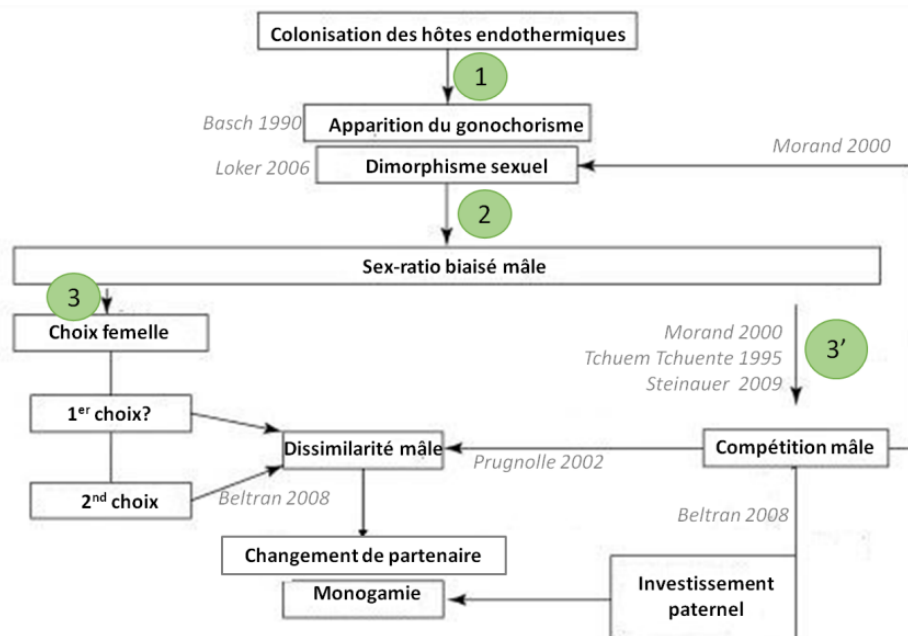 Colonisation des hôtes endothermiques
1
Basch 1990
Apparition du gonochorisme
Morand 2000
Loker 2006
Dimorphisme sexuel
2
Sex-ratio biaisé mâle
3
Choix femelle
Morand 2000
Tchuem Tchuente 1995
Steinauer 2009
3’
1er choix?
Dissimilarité mâle
Compétition mâle
Prugnolle 2002
2nd choix
Beltran 2008
Beltran 2008
Changement de partenaire
Monogamie
Investissement
paternel